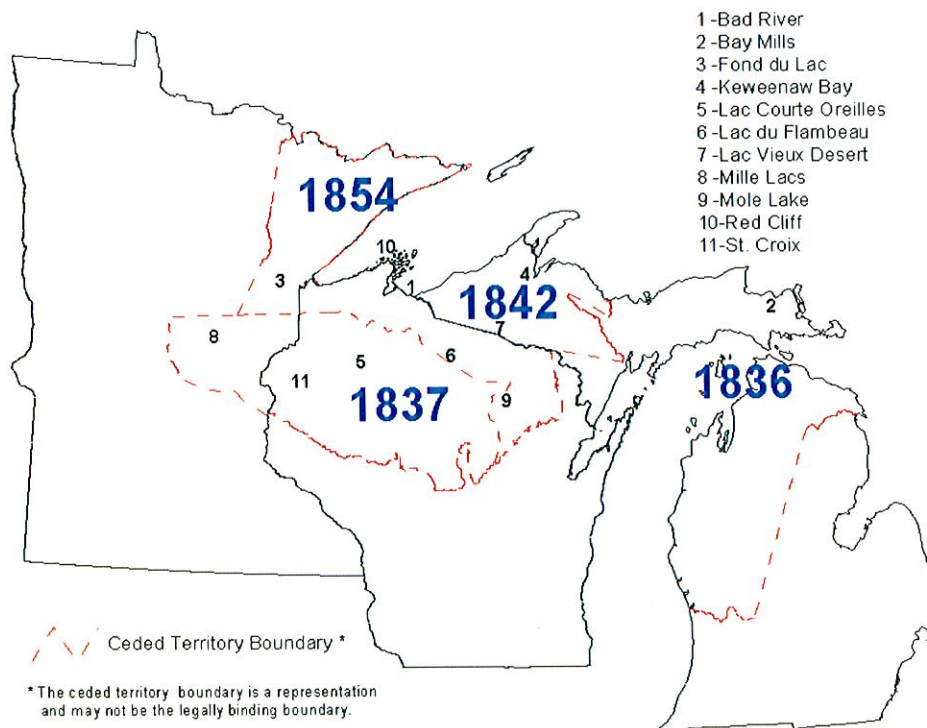 1 -Bad River
2 -Bay Mills
3 -Fond du Lac
4 -Keweenaw Bay
5 -Lac Courte Oreilles
6 -Lac du Flambeau
7 -Lac Vieux Desert
8 -Mille Lacs
9 -Mole Lake
10-Red Cliff
11-St. Croix
1854
10
3
1
4
2
1842
7
8
5
6
11
1837
9
1836
Ceded Territory Boundary *
* The ceded territory boundary is a representation
and may not be the legally binding boundary.